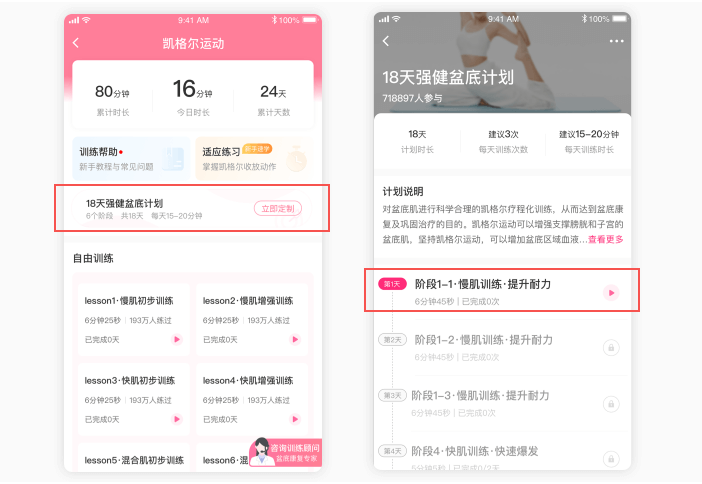 9:41 AM
100%
凯格尔运动
80分钟
16分钟
24天
累计时长
今日时长
累计天数
训练帮助
新手教程与常见问题
适应练习
新手速学
掌握凯格尔收放动作
18天强健盆底计划
6个阶段 共18天 每天15-20分钟
立即定制
自由训练
lesson1·慢肌初步训练
6分钟25秒 | 193万人练过
已完成0天
lesson2·慢肌增强训练
6分钟25秒 | 193万人练过
已完成0天
lesson3·快肌初步训练
6分钟25秒 | 193万人练过
已完成0天
lesson4·快肌增强训练
6分钟25秒 | 193万人练过
已完成0天
lesson5·混合肌初步训练
lesson6·混
咨询训练顾问
盆底康复专家
9:41 AM
100%
18天强健盆底计划
718897人参与
18天
建议3次
建议15-20分钟
计划时长
每天训练次数
每天训练时长
计划说明
对盆底肌进行科学合理的凯格尔疗程化训练，从而达到盆底康
复及巩固治疗的目的。凯格尔运动可以增强支撑膀胱和子宫的
盆底肌，坚持凯格尔运动，可以增加盆底区域血液...查看更多
第1天
阶段1-1·慢肌训练·提升耐力
6分钟45秒 | 已完成0次
第2天
阶段1-2·慢肌训练·提升耐力
6分钟45秒 | 已完成0次
第3天
阶段1-3·慢肌训练·提升耐力
6分钟45秒 | 已完成0次
第4天
阶段4·快肌训练·快速爆发
5分钟5秒 | 已完成0/2天